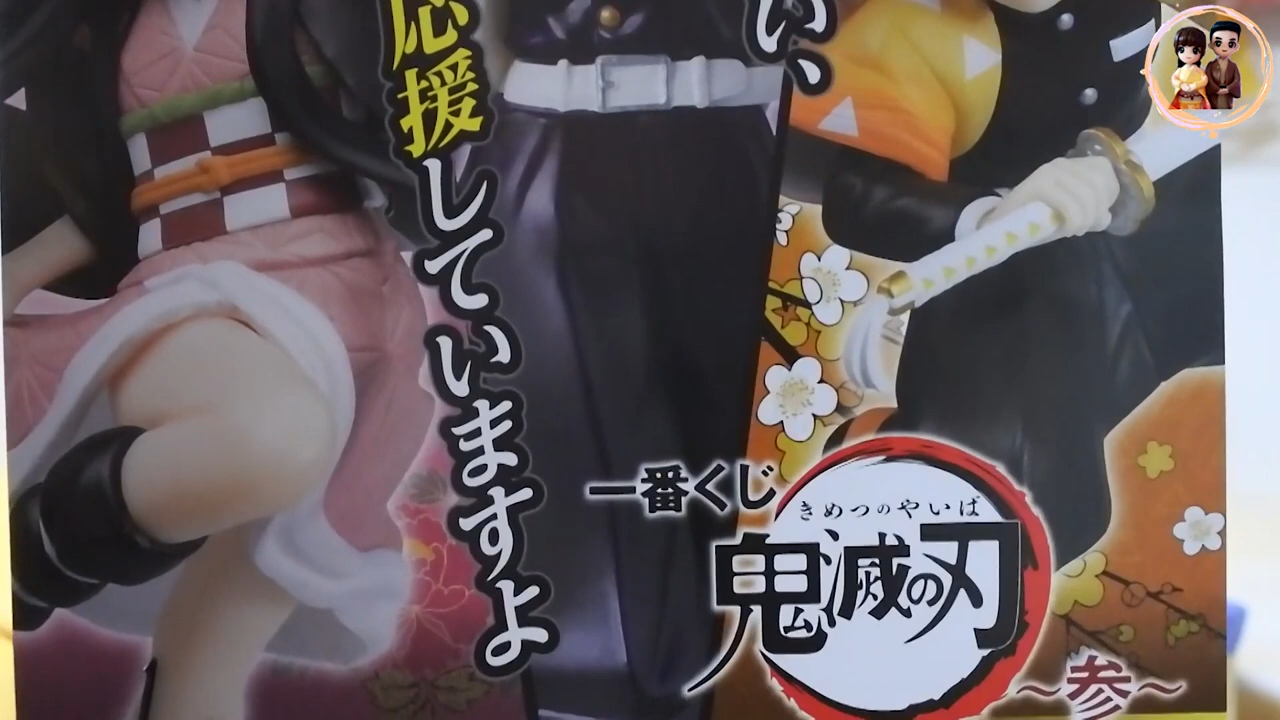 い、
応援していますよ
一番くじ
きめつのやいば
鬼滅の刃
～参～